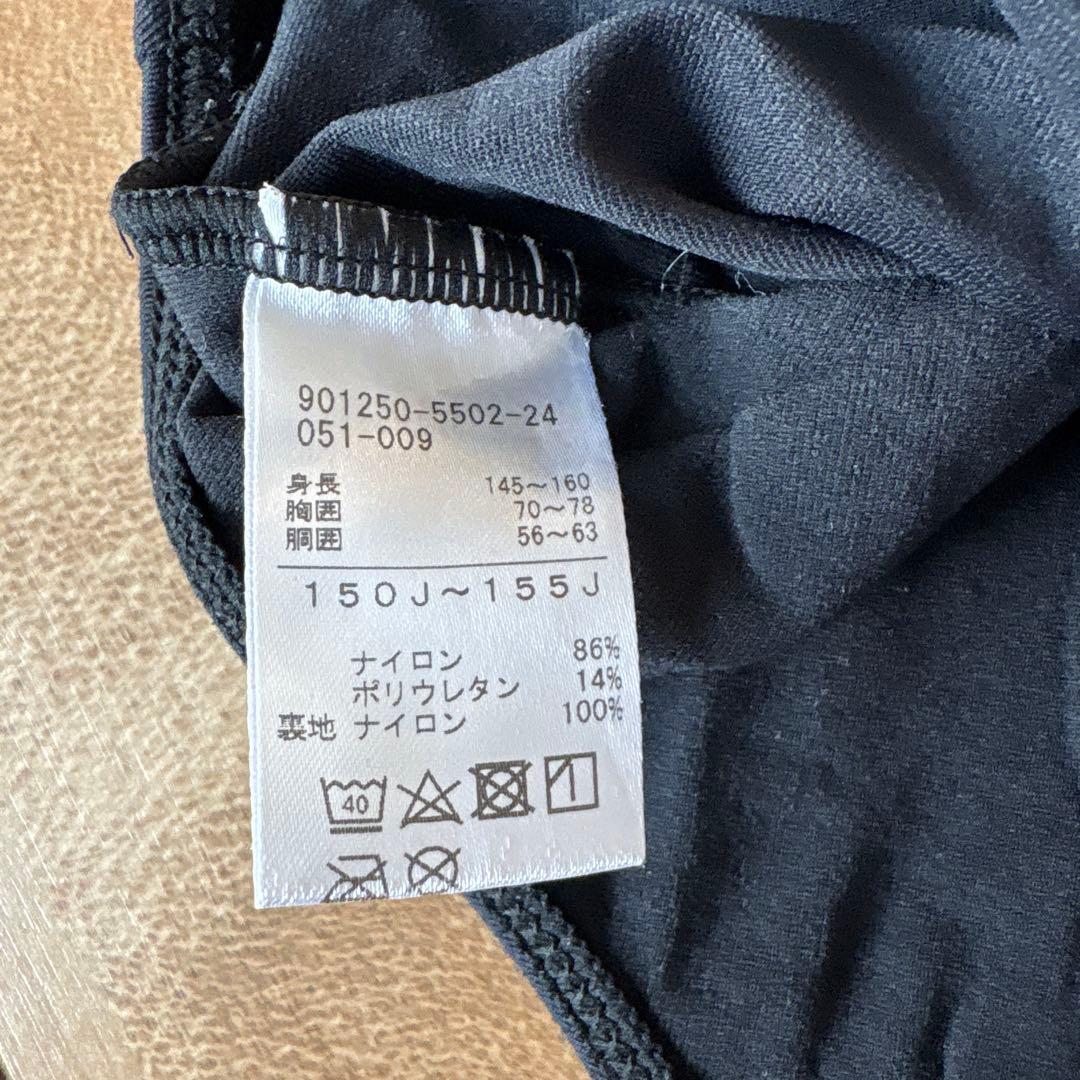 901250-5502-24
051-009
身長 145～160
胸囲 70～78
胴囲 56～63
150J～155J
ナイロン 86%
ポリウレタン 14%
裏地 ナイロン 100%
40